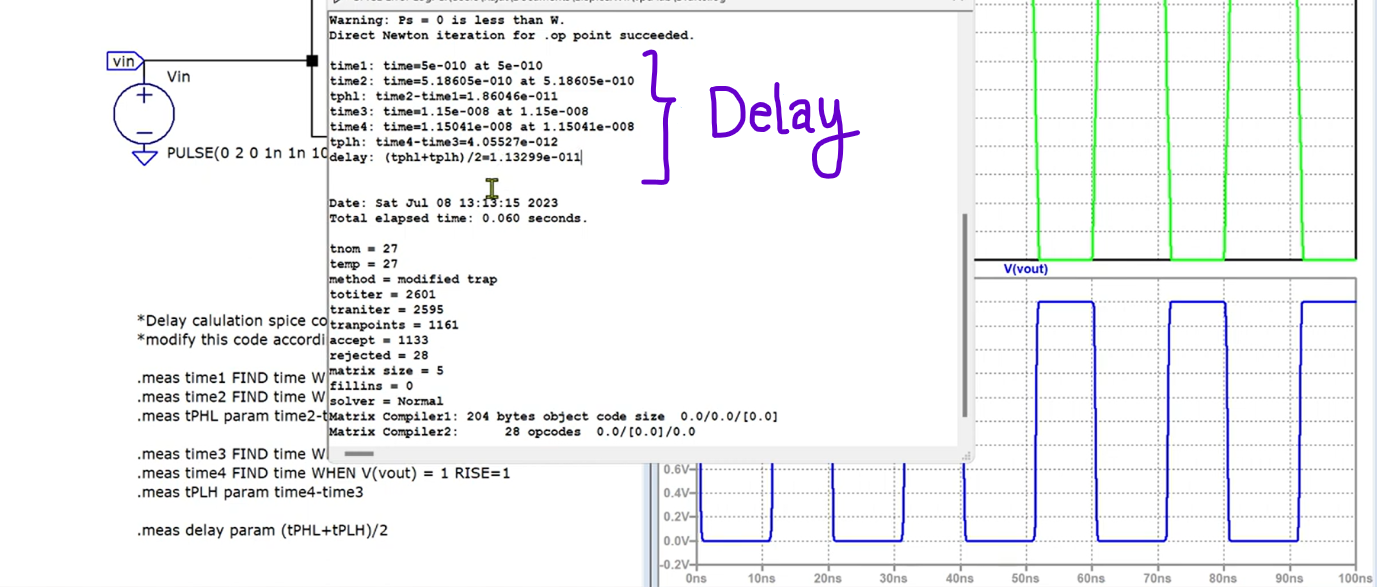 Warning: Ps = 0 is less than W.
Direct Newton iteration for .op point succeeded.
time1: time=5e-010 at 5e-010
time2: time=5.18605e-010 at 5.18605e-010
tphl: time2-time1=1.86046e-011
time3: time=1.15e-008 at 1.15e-008
time4: time=1.15041e-008 at 1.15041e-008
tplh: time4-time3=4.05527e-012
delay: (tphl+tplh)/2=1.13299e-011
Delay
Date: Sat Jul 08 13:13:15 2023
Total elapsed time: 0.060 seconds.
tnom = 27
temp = 27
method = modified trap
totiter = 2601
traniter = 2595
tranpoints = 1161
accept = 1133
rejected = 28
matrix size = 5
fillins = 0
solver = Normal
Matrix Compiler1: 204 bytes object code size 0.0/0.0/[0.0]
Matrix Compiler2: 28 opcodes 0.0/[0.0]/0.0
vin
Vin
+
PULSE(0 2 0 1n 1n 10
*Delay calulation spice co
*modify this code accordi
.meas time1 FIND time W
.meas time2 FIND time W
.meas tPHL param time2-t
.meas time3 FIND time W
.meas time4 FIND time WHEN V(vout) = 1 RISE=1
.meas tPLH param time4-time3
.meas delay param (tPHL+tPLH)/2
V(vout)
0.6V
0.4V
0.2V
0.0V
-0.2V
0ns 10ns 20ns 30ns 40ns 50ns 60ns 70ns 80ns 90ns 100ns